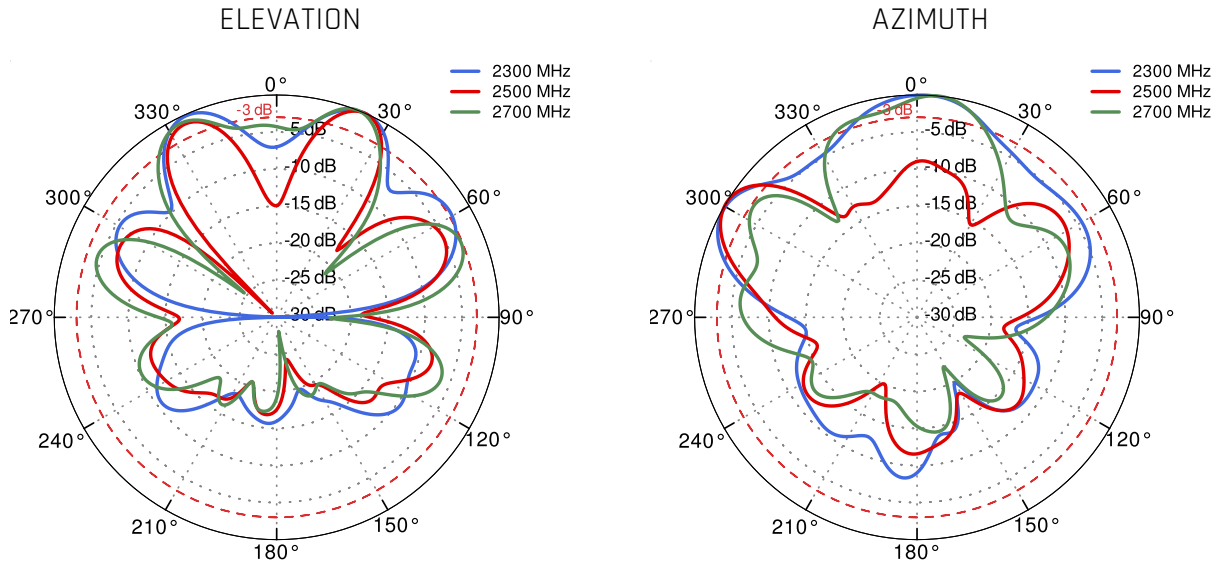 ELEVATION
2300 MHz
2500 MHz
2700 MHz
0°
-3 dB
30°
60°
90°
120°
150°
180°
210°
240°
270°
300°
330°
-5 dB
-10 dB
-15 dB
-20 dB
-25 dB
-30 dB
AZIMUTH
2300 MHz
2500 MHz
2700 MHz
0°
-3 dB
30°
60°
90°
120°
150°
180°
210°
240°
270°
300°
330°
-5 dB
-10 dB
-15 dB
-20 dB
-25 dB
-30 dB